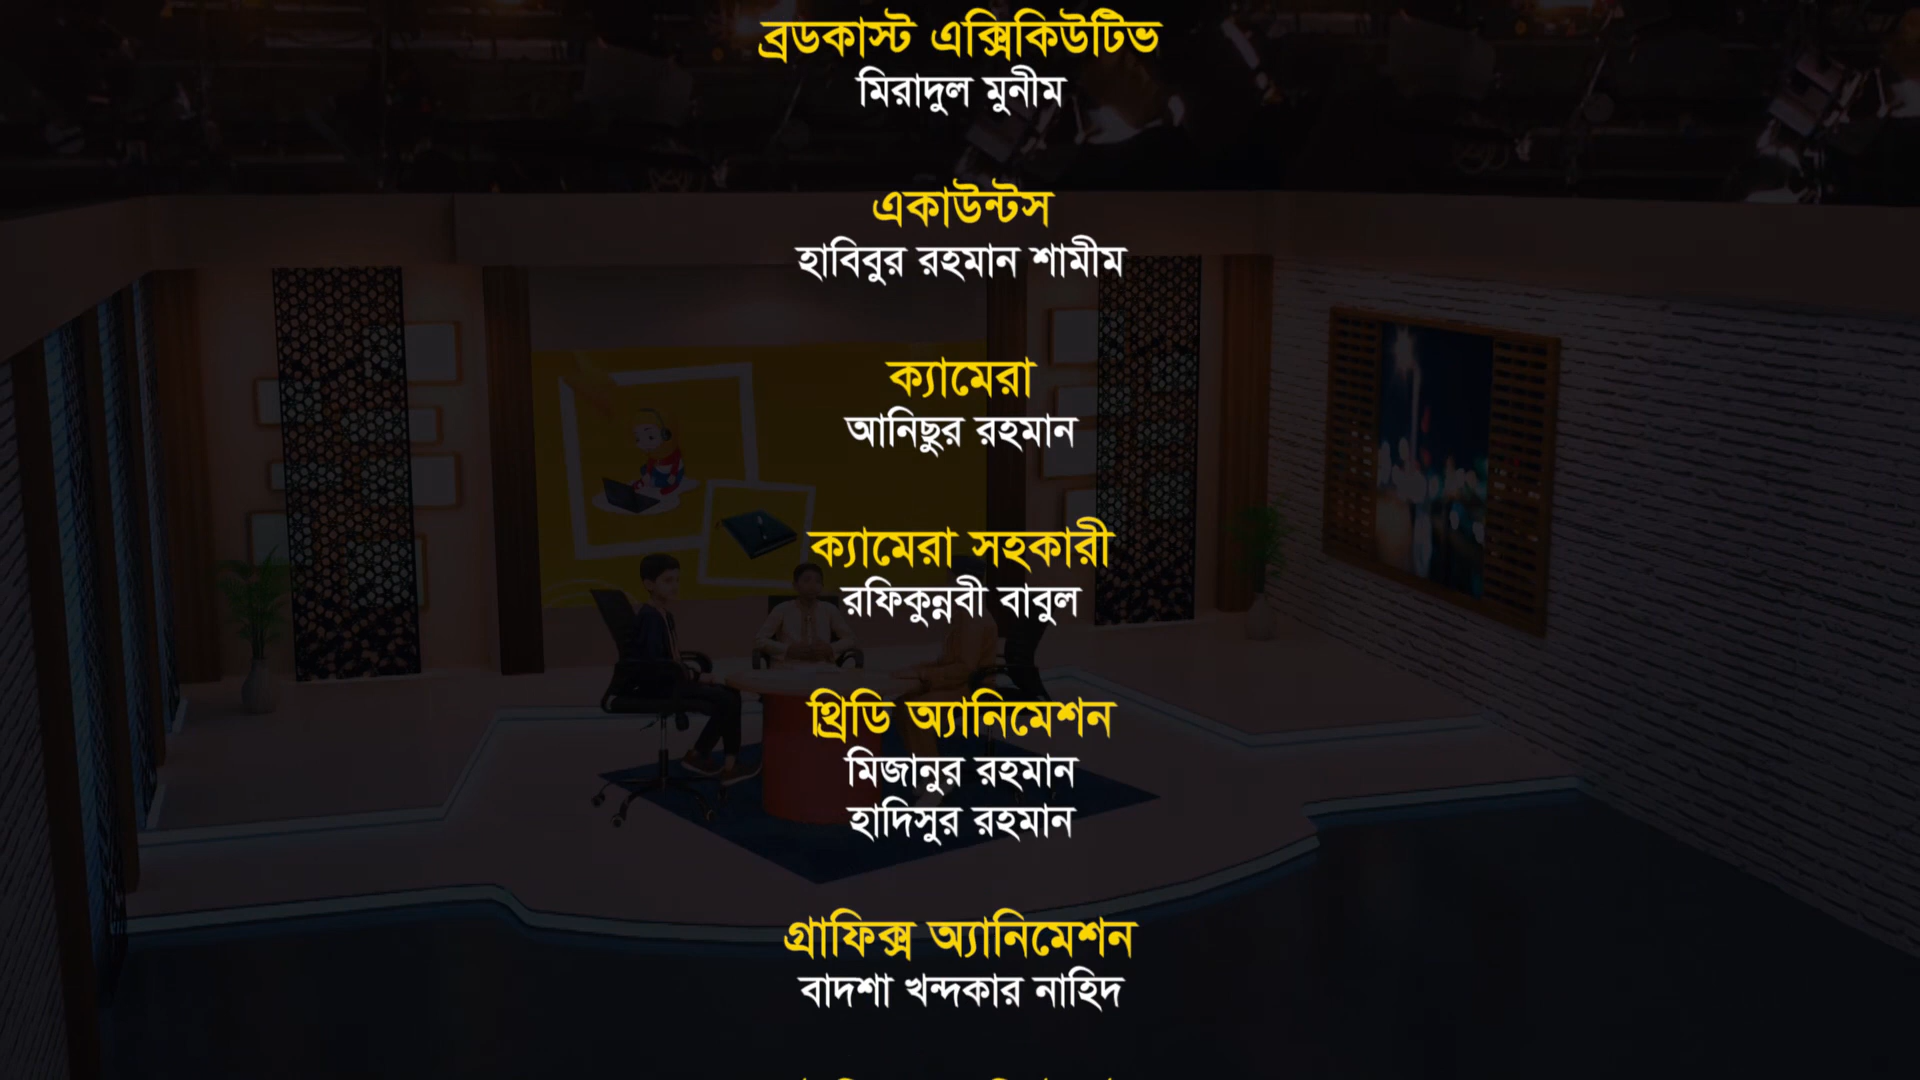 ব্রডকাস্ট এক্সিকিউটিভ
মিরাদুল মুনীম
একাউন্টস
হাবিবুর রহমান শামীম
ক্যামেরা
আনিছুর রহমান
ক্যামেরা সহকারী
রফিকুন্নবী বাবুল
থ্রিডি অ্যানিমেশন
মিজানুর রহমান
হাদিসুর রহমান
গ্রাফিক্স অ্যানিমেশন
বাদশা খন্দকার নাহিদ